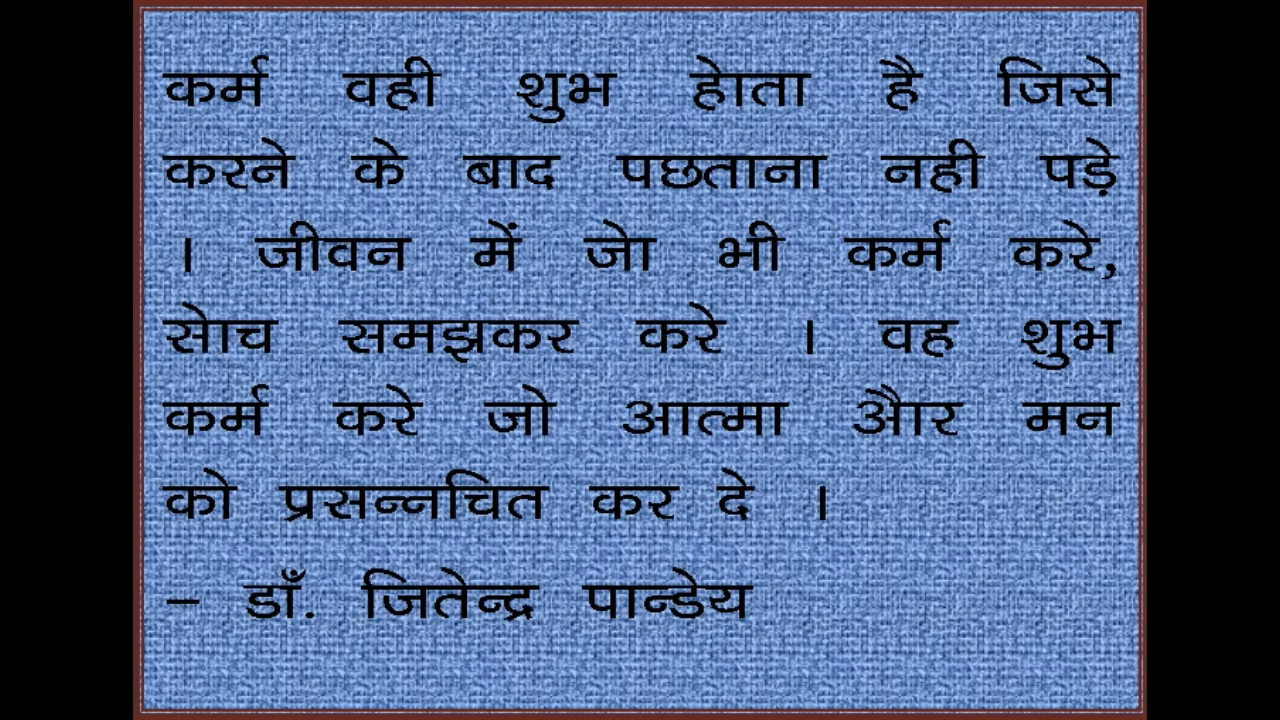 कर्म वही शुभ हेाता है जिसे
करने के बाद पछताना नही पड़े
। जीवन में जेा भी कर्म करे,
सेाच समझकर करे । वह शुभ
कर्म करे जो आत्मा अैार मन
को प्रसन्नचित कर दे ।
– डाँ. जितेन्द्र पान्डेय